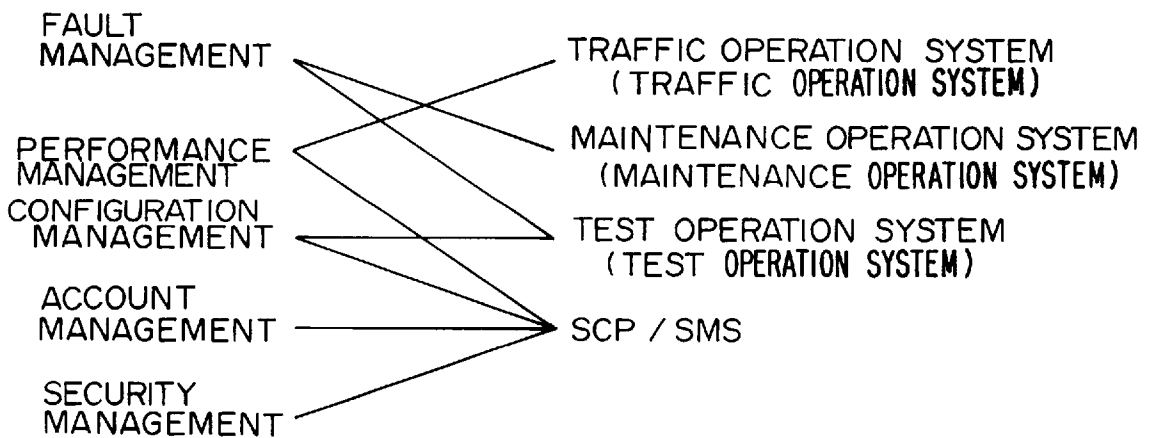 FAULT
MANAGEMENT
PERFORMANCE
MANAGEMENT
CONFIGURATION
MANAGEMENT
ACCOUNT
MANAGEMENT
SECURITY
MANAGEMENT
TRAFFIC OPERATION SYSTEM
(TRAFFIC OPERATION SYSTEM)
MAINTENANCE OPERATION SYSTEM
(MAINTENANCE OPERATION SYSTEM)
TEST OPERATION SYSTEM
(TEST OPERATION SYSTEM)
SCP / SMS